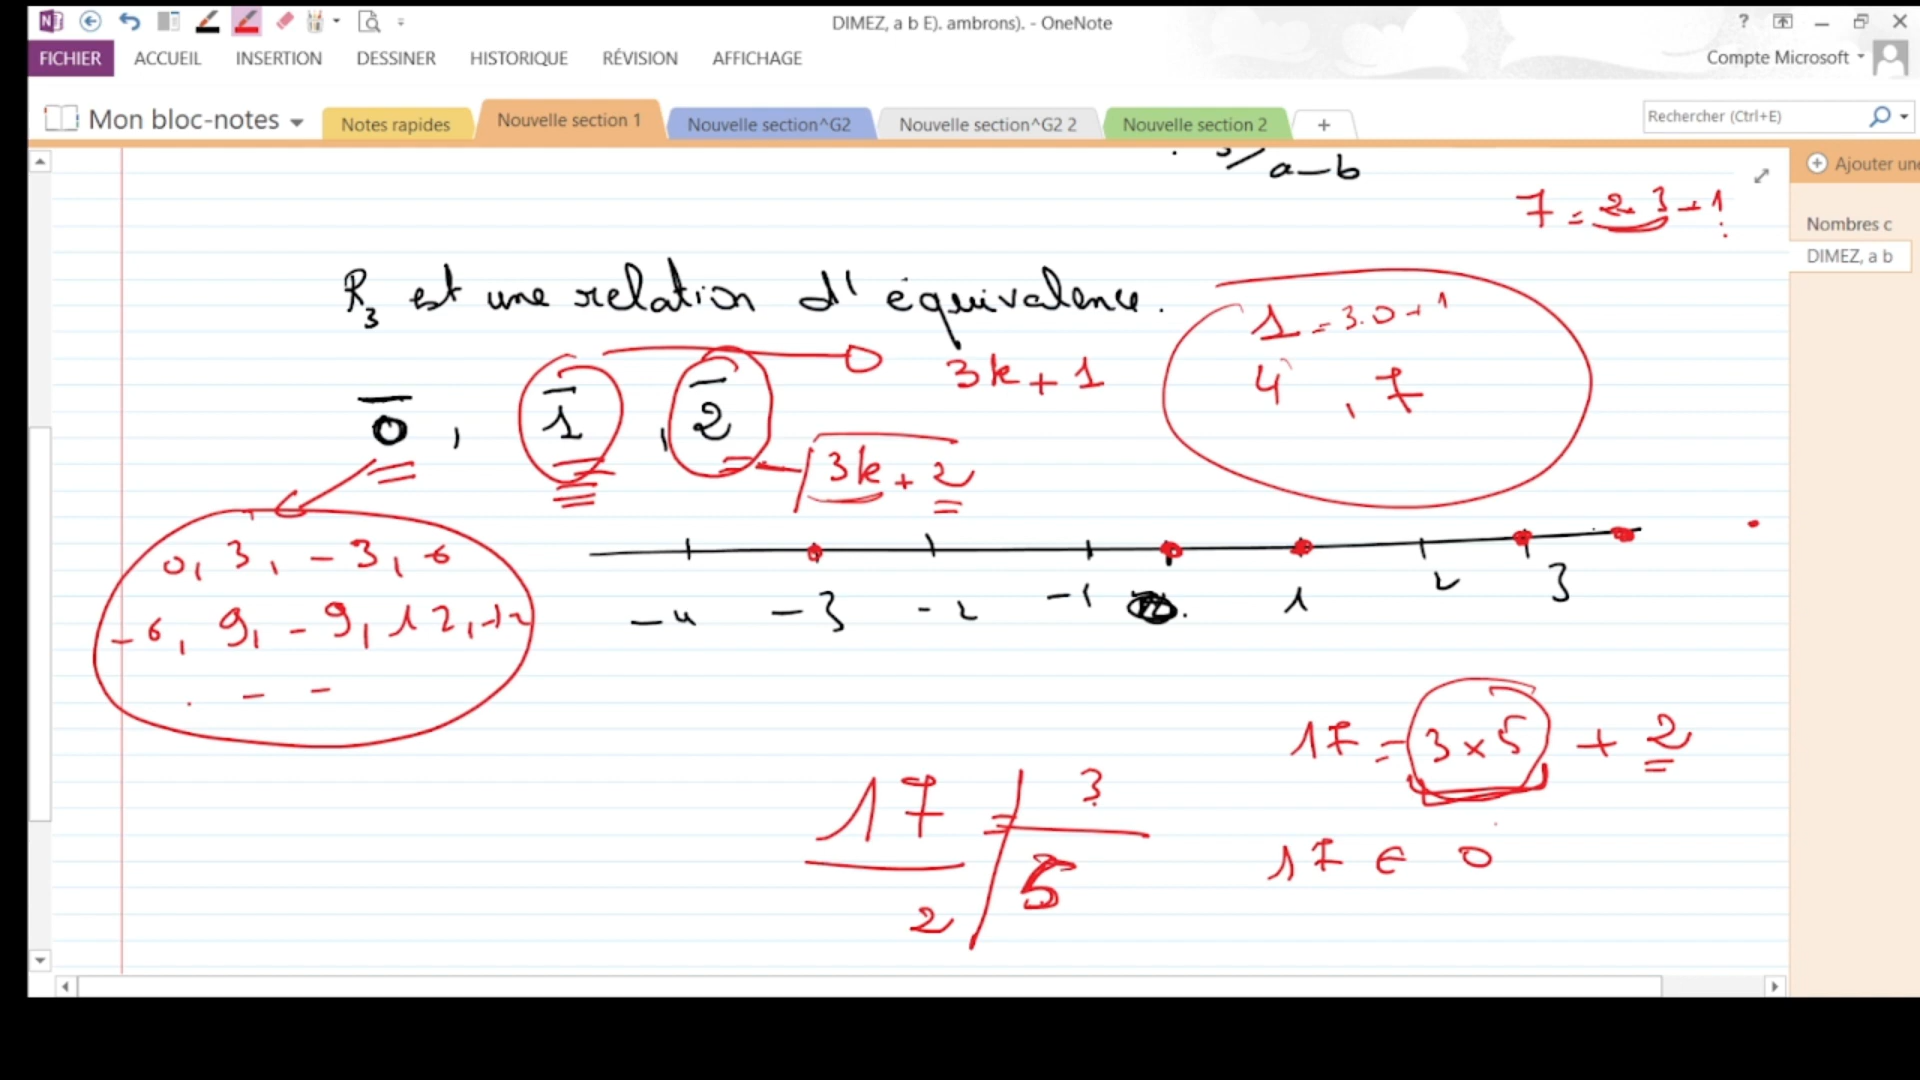 DIMEZ, a b E). ambrons). - OneNote
?
FICHIER ACCUEIL INSERTION DESSINER HISTORIQUE RÉVISION AFFICHAGE
Compte Microsoft
Mon bloc-notes
Notes rapides
Nouvelle section 1
Nouvelle section^G2
Nouvelle section^G2 2
Nouvelle section 2
+
Rechercher (Ctrl+E)
Ajouter une
Nombres c
DIMEZ, a b
3/a-b
7 = 2.3+1
R₃ est une relation d'équivalence.
1 = 3.0+1
4, 7
0̅, 1̅, 2̅
3k+1
3k+2
0, 3, -3, 6
-6, 9, -9, 12, -12
. - -
-4 -3 -2 -1 1 2 3
17 = 3×5 + 2
17 3
2 5
17 ∈ 0